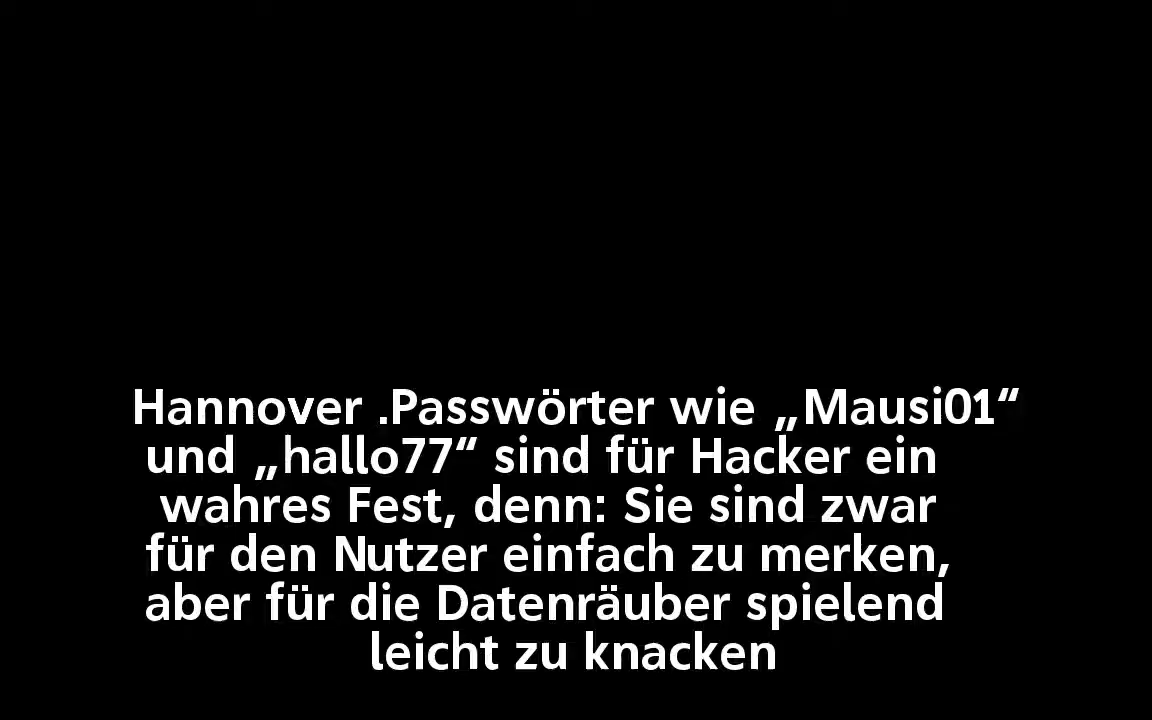 Hannover .Passwörter wie „Mausi01“
und „hallo77“ sind für Hacker ein
wahres Fest, denn: Sie sind zwar
für den Nutzer einfach zu merken,
aber für die Datenräuber spielend
leicht zu knacken